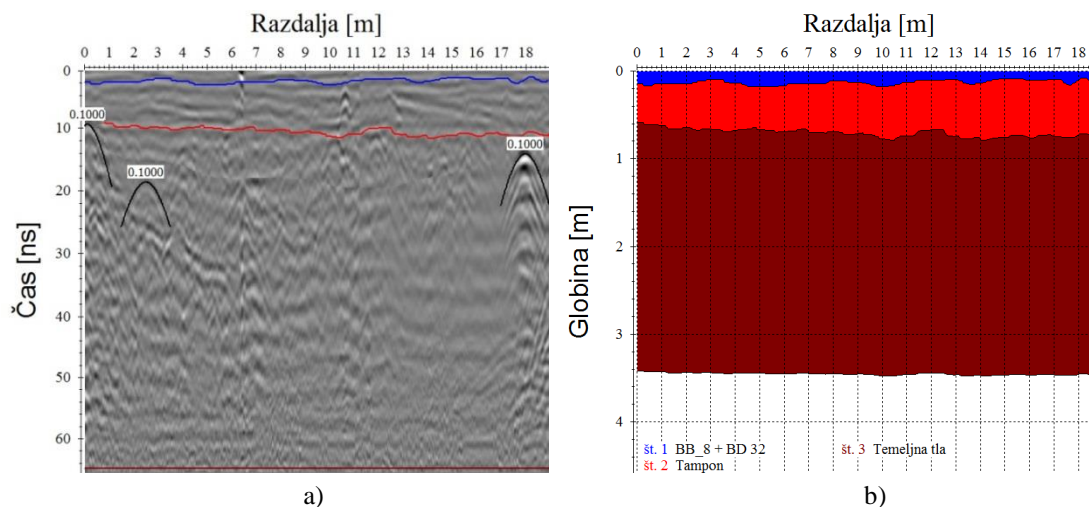 Razdalja [m]
0 1 2 3 4 5 6 7 8 9 10 11 12 13 14 15 16 17 18
Čas [ns]
0
10
20
30
40
50
60
0.1000
0.1000
0.1000
a)
Razdalja [m]
0 1 2 3 4 5 6 7 8 9 10 11 12 13 14 15 16 17 18
Globina [m]
0
1
2
3
4
št. 1 BB_8 + BD 32
št. 3 Temeljna tla
št. 2 Tampon
b)